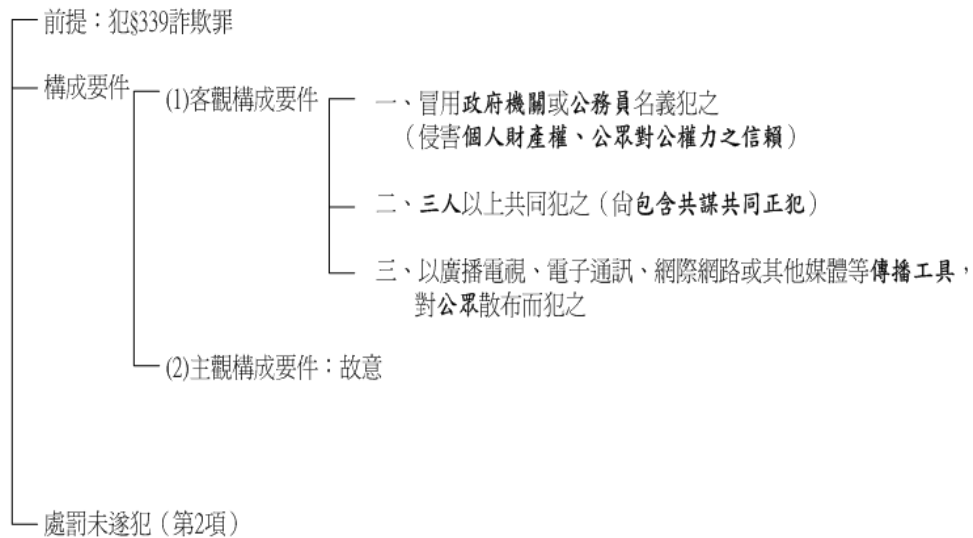 前提：犯§339詐欺罪
構成要件
(1)客觀構成要件
一、冒用政府機關或公務員名義犯之
（侵害個人財產權、公眾對公權力之信賴）
二、三人以上共同犯之（尙包含共謀共同正犯）
三、以廣播電視、電子通訊、網際網路或其他媒體等傳播工具，
對公眾散布而犯之
(2)主觀構成要件：故意
處罰未遂犯（第2項）